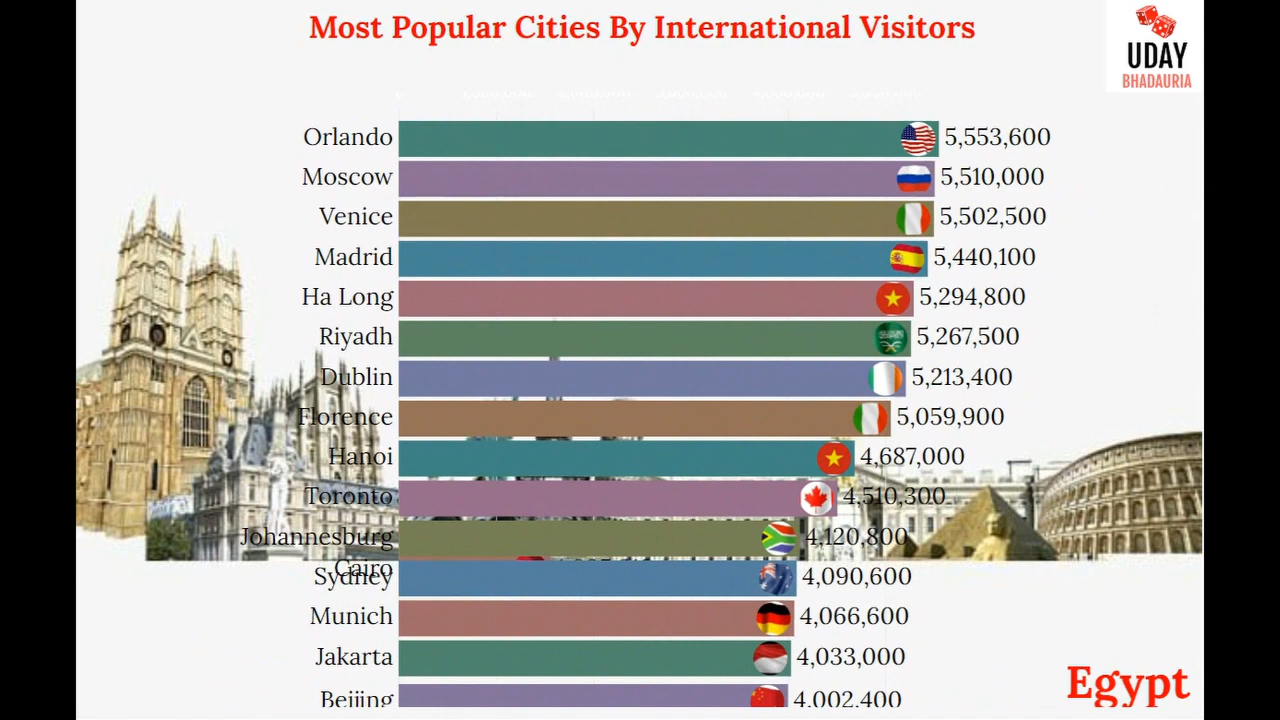 Most Popular Cities By International Visitors
UDAY
BHADAURIA
Orlando 5,553,600
Moscow 5,510,000
Venice 5,502,500
Madrid 5,440,100
Ha Long 5,294,800
Riyadh 5,267,500
Dublin 5,213,400
Florence 5,059,900
Hanoi 4,687,000
Toronto 4,510,300
Johannesburg 4,120,800
Cairo
Sydney 4,090,600
Munich 4,066,600
Jakarta 4,033,000
Beijing 4,002,400
Egypt